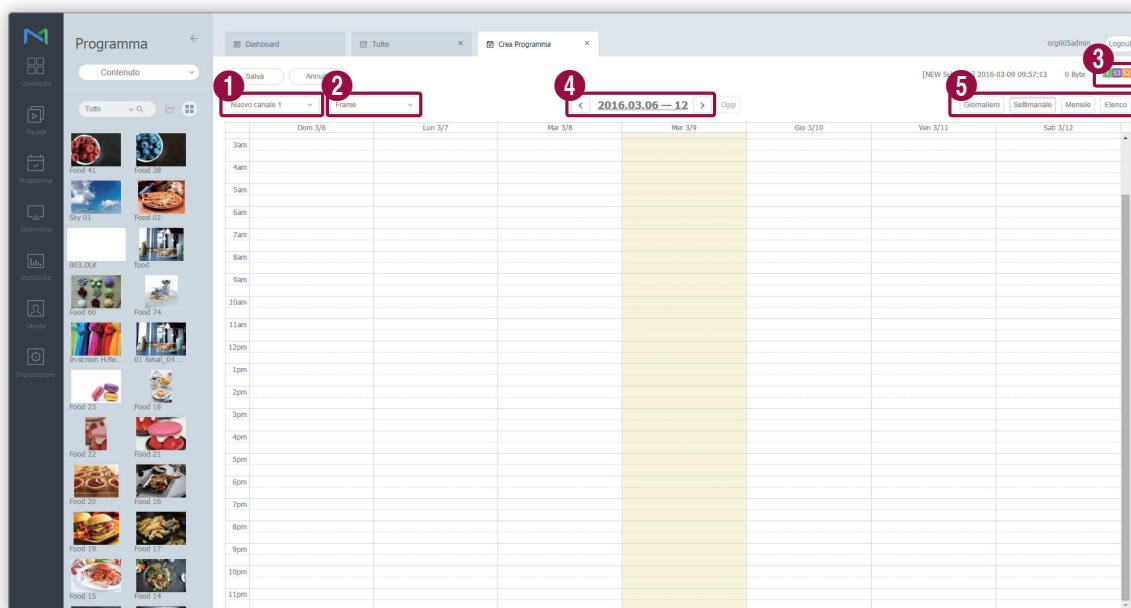 Programma
←
Dashboard
Tutte ×
Crea Programma ×
org005admin
Logout
Contenuto
Salva
[NEW 2016-03-09 09:57:13
0 Byte
S3 S2
1
2
3
4
5
Tutto
Nuovo canale 1
Frame
< 2016.03.06 — 12 >
Oggi
Giornaliero
Settimanale
Mensile
Elenco
Contenuto
Playlist
Programma
Dispositivo
Statistiche
Utente
Impostazione
Dom 3/6
Lun 3/7
Mar 3/8
Mer 3/9
Gio 3/10
Ven 3/11
Sab 3/12
3am
4am
5am
6am
7am
8am
9am
10am
11am
12pm
1pm
2pm
3pm
4pm
5pm
6pm
7pm
8pm
9pm
10pm
11pm
Food 41
Food 38
Sky 01
Food 02
003.DLK
food
Food 60
Food 74
In-screen H.Re...
01 Retail_04 ...
Food 23
Food 18
Food 22
Food 21
Food 20
Food 16
Food 19
Food 17
Food 15
Food 14